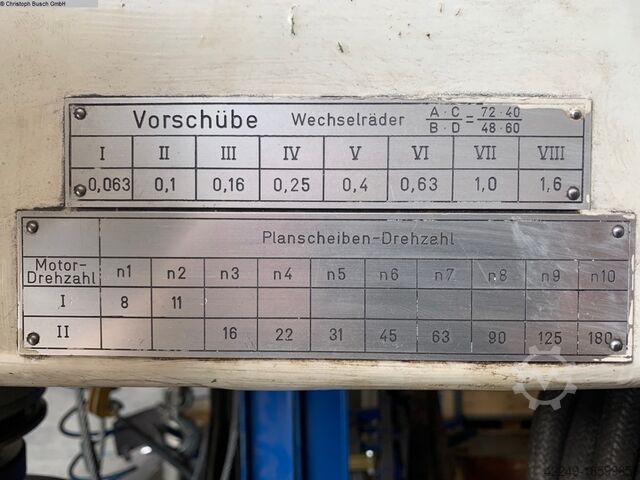 © Christoph Busch GmbH
Vorschübe Wechselräder A·C/B·D = 72·40/48·60
I II III IV V VI VII VIII
0,063 0,1 0,16 0,25 0,4 0,63 1,0 1,6
Planscheiben-Drehzahl
Motor-Drehzahl n1 n2 n3 n4 n5 n6 n7 n8 n9 n10
I 8 11
II 16 22 31 45 63 90 125 180